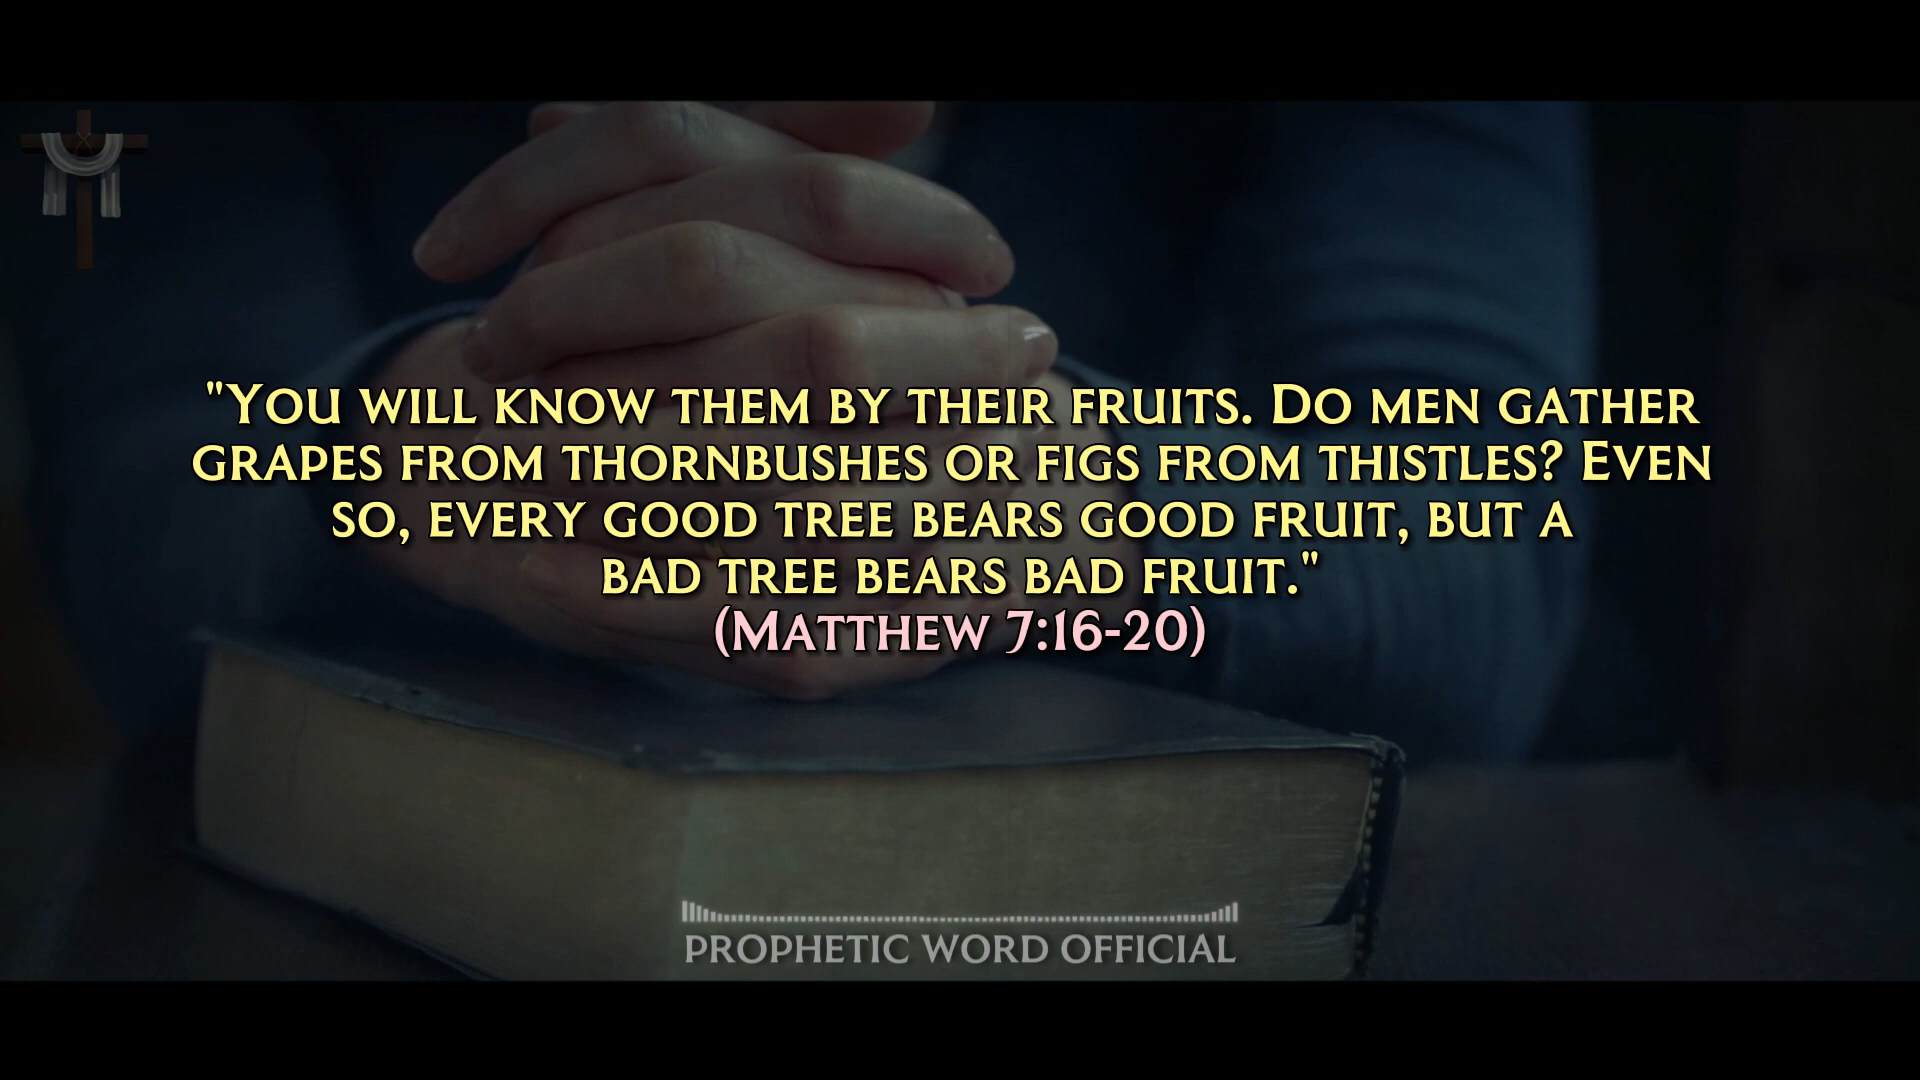 "You will know them by their fruits. Do men gather
grapes from thornbushes or figs from thistles? Even
so, every good tree bears good fruit, but a
bad tree bears bad fruit."
(Matthew 7:16-20)
PROPHETIC WORD OFFICIAL